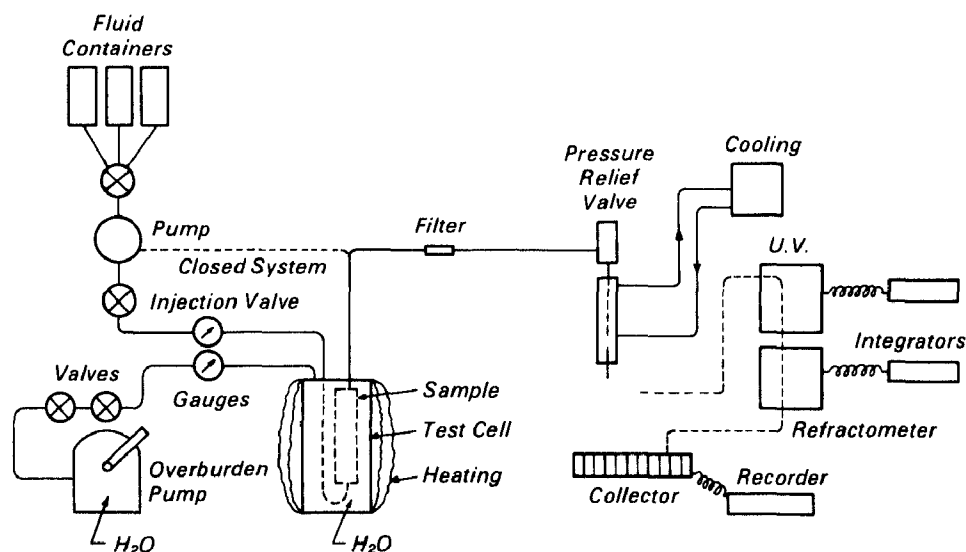 Fluid
Containers
Pump
Closed System
Injection Valve
Filter
Pressure
Relief
Valve
Cooling
U.V.
Integrators
Refractometer
Valves
Gauges
Sample
Test Cell
Heating
Overburden
Pump
H₂O
H₂O
Collector
Recorder